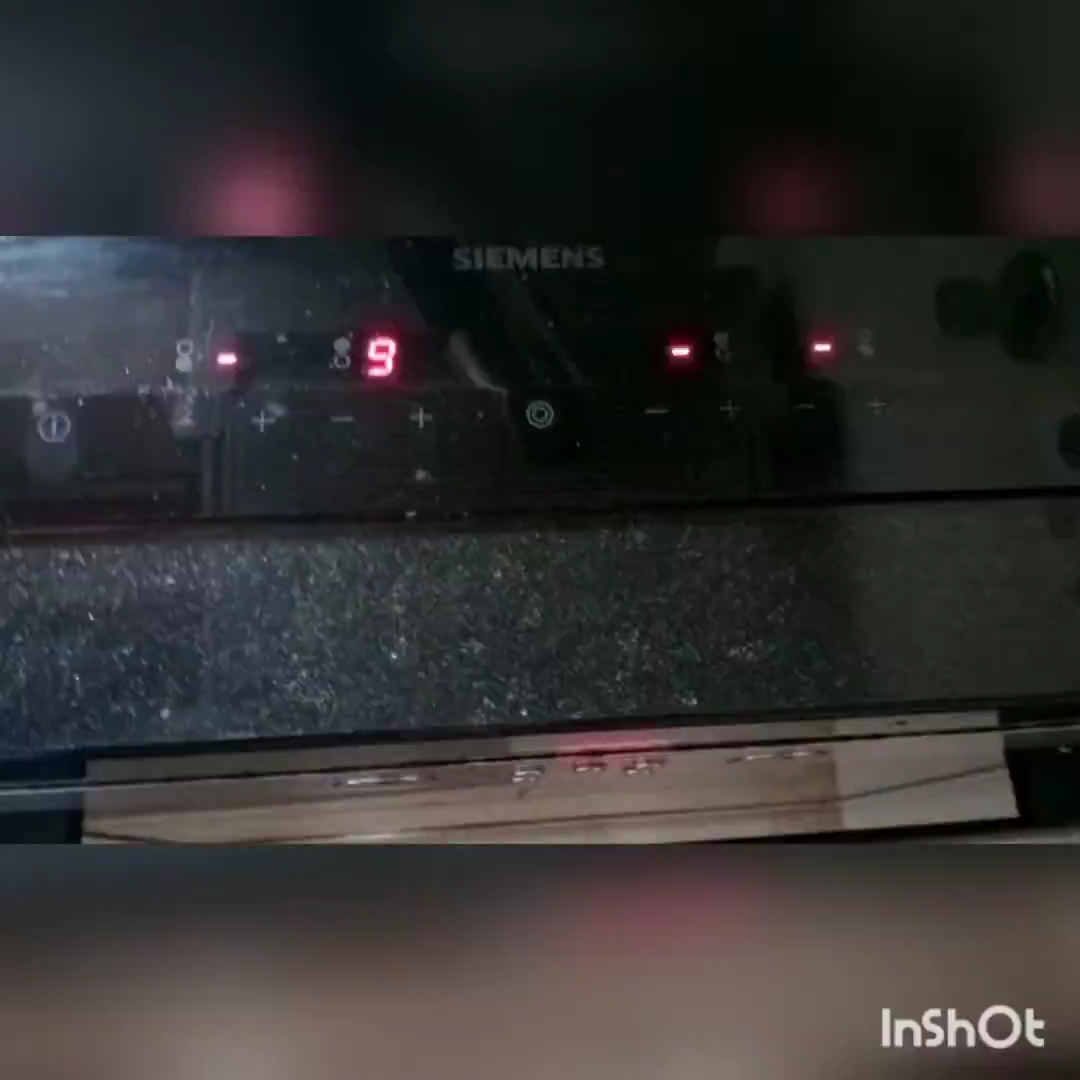 SIEMENS
- 9 - -
+ - + - + - +
InShOt